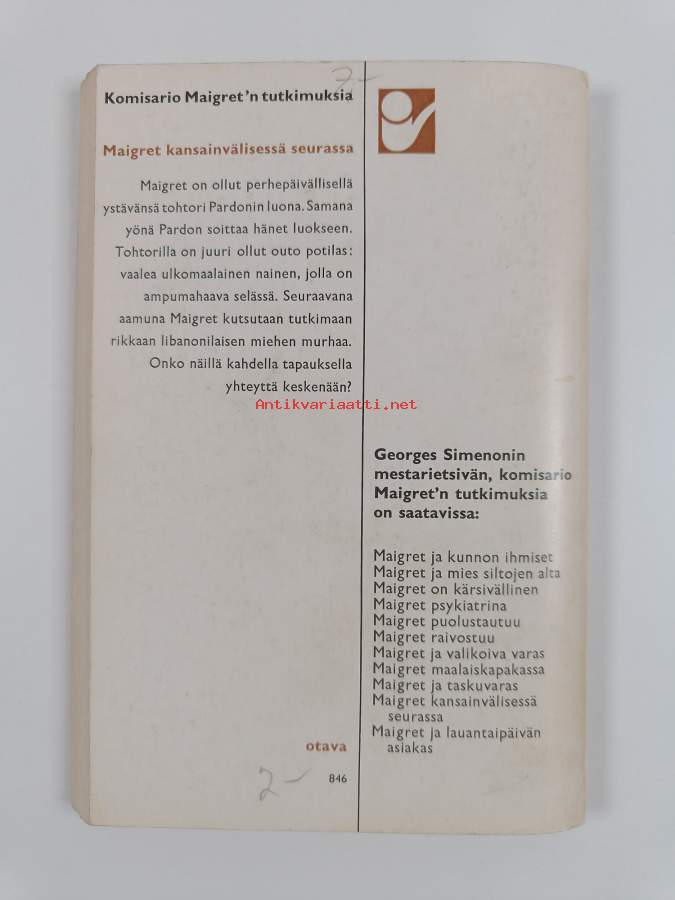 7-
Komisario Maigret'n tutkimuksia
Maigret kansainvälisessä seurassa
Maigret on ollut perhepäivällisellä
ystävänsä tohtori Pardonin luona. Samana
yönä Pardon soittaa hänet luokseen.
Tohtorilla on juuri ollut outo potilas:
vaalea ulkomaalainen nainen, jolla on
ampumahaava selässä. Seuraavana
aamuna Maigret kutsutaan tutkimaan
rikkaan libanonilaisen miehen murhaa.
Onko näillä kahdella tapauksella
yhteyttä keskenään?
Antikvariaatti.net
otava
2-
846
Georges Simenonin
mestarietsivän, komisario
Maigret'n tutkimuksia
on saatavissa:
Maigret ja kunnon ihmiset
Maigret ja mies siltojen alta
Maigret on kärsivällinen
Maigret psykiatrina
Maigret puolustautuu
Maigret raivostuu
Maigret ja valikoiva varas
Maigret maalaiskapakassa
Maigret ja taskuvaras
Maigret kansainvälisessä
seurassa
Maigret ja lauantaipäivän
asiakas